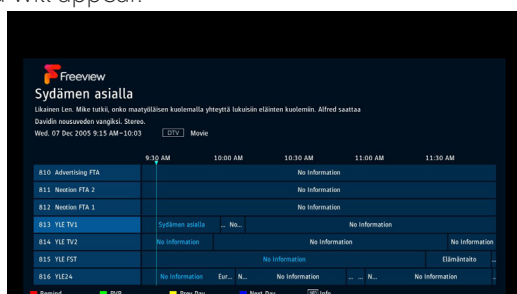 will appear.
Freeview
Sydämen asialla
Likainen Len. Mike tutkii, onko maatyöläisen kuolemalla yhteyttä lukuisiin eläinten kuolemiin. Alfred saattaa
Davidin nousuveden vangiksi. Stereo.
Wed. 07 Dec 2005 9:15 AM~10:03 DTV Movie
9:30 AM 10:00 AM 10:30 AM 11:00 AM 11:30 AM
810 Advertising FTA No Information
811 Neotion FTA 2 No Information
812 Neotion FTA 1 No Information
813 YLE TV1 Sydämen asialla ... No... No Information
814 YLE TV2 No Information No Information No Information
815 YLE FST No Information Elämäntaito ...
816 YLE24 No Information Eur... N... No Information ... ... N... No Information ...
Remind PVR Prev Day Next Day Info